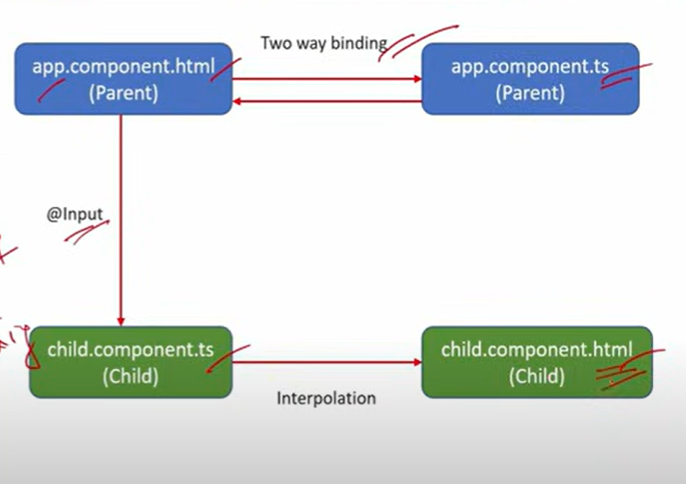 Two way binding
app.component.html
(Parent)
app.component.ts
(Parent)
@Input
child.component.ts
(Child)
child.component.html
(Child)
Interpolation